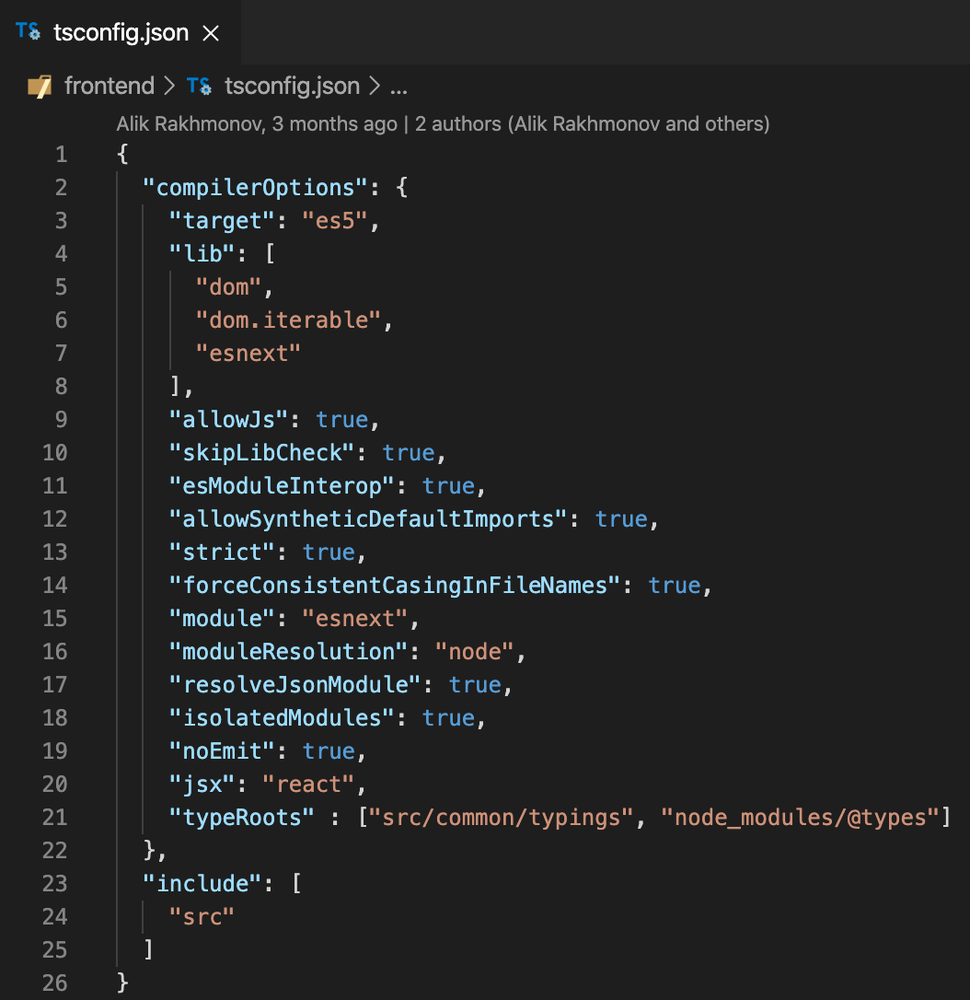 TS tsconfig.json
frontend > TS tsconfig.json > ...
Alik Rakhmonov, 3 months ago | 2 authors (Alik Rakhmonov and others)
1 {
2   "compilerOptions": {
3     "target": "es5",
4     "lib": [
5       "dom",
6       "dom.iterable",
7       "esnext"
8     ],
9     "allowJs": true,
10     "skipLibCheck": true,
11     "esModuleInterop": true,
12     "allowSyntheticDefaultImports": true,
13     "strict": true,
14     "forceConsistentCasingInFileNames": true,
15     "module": "esnext",
16     "moduleResolution": "node",
17     "resolveJsonModule": true,
18     "isolatedModules": true,
19     "noEmit": true,
20     "jsx": "react",
21     "typeRoots" : ["src/common/typings", "node_modules/@types"]
22   },
23   "include": [
24     "src"
25   ]
26 }